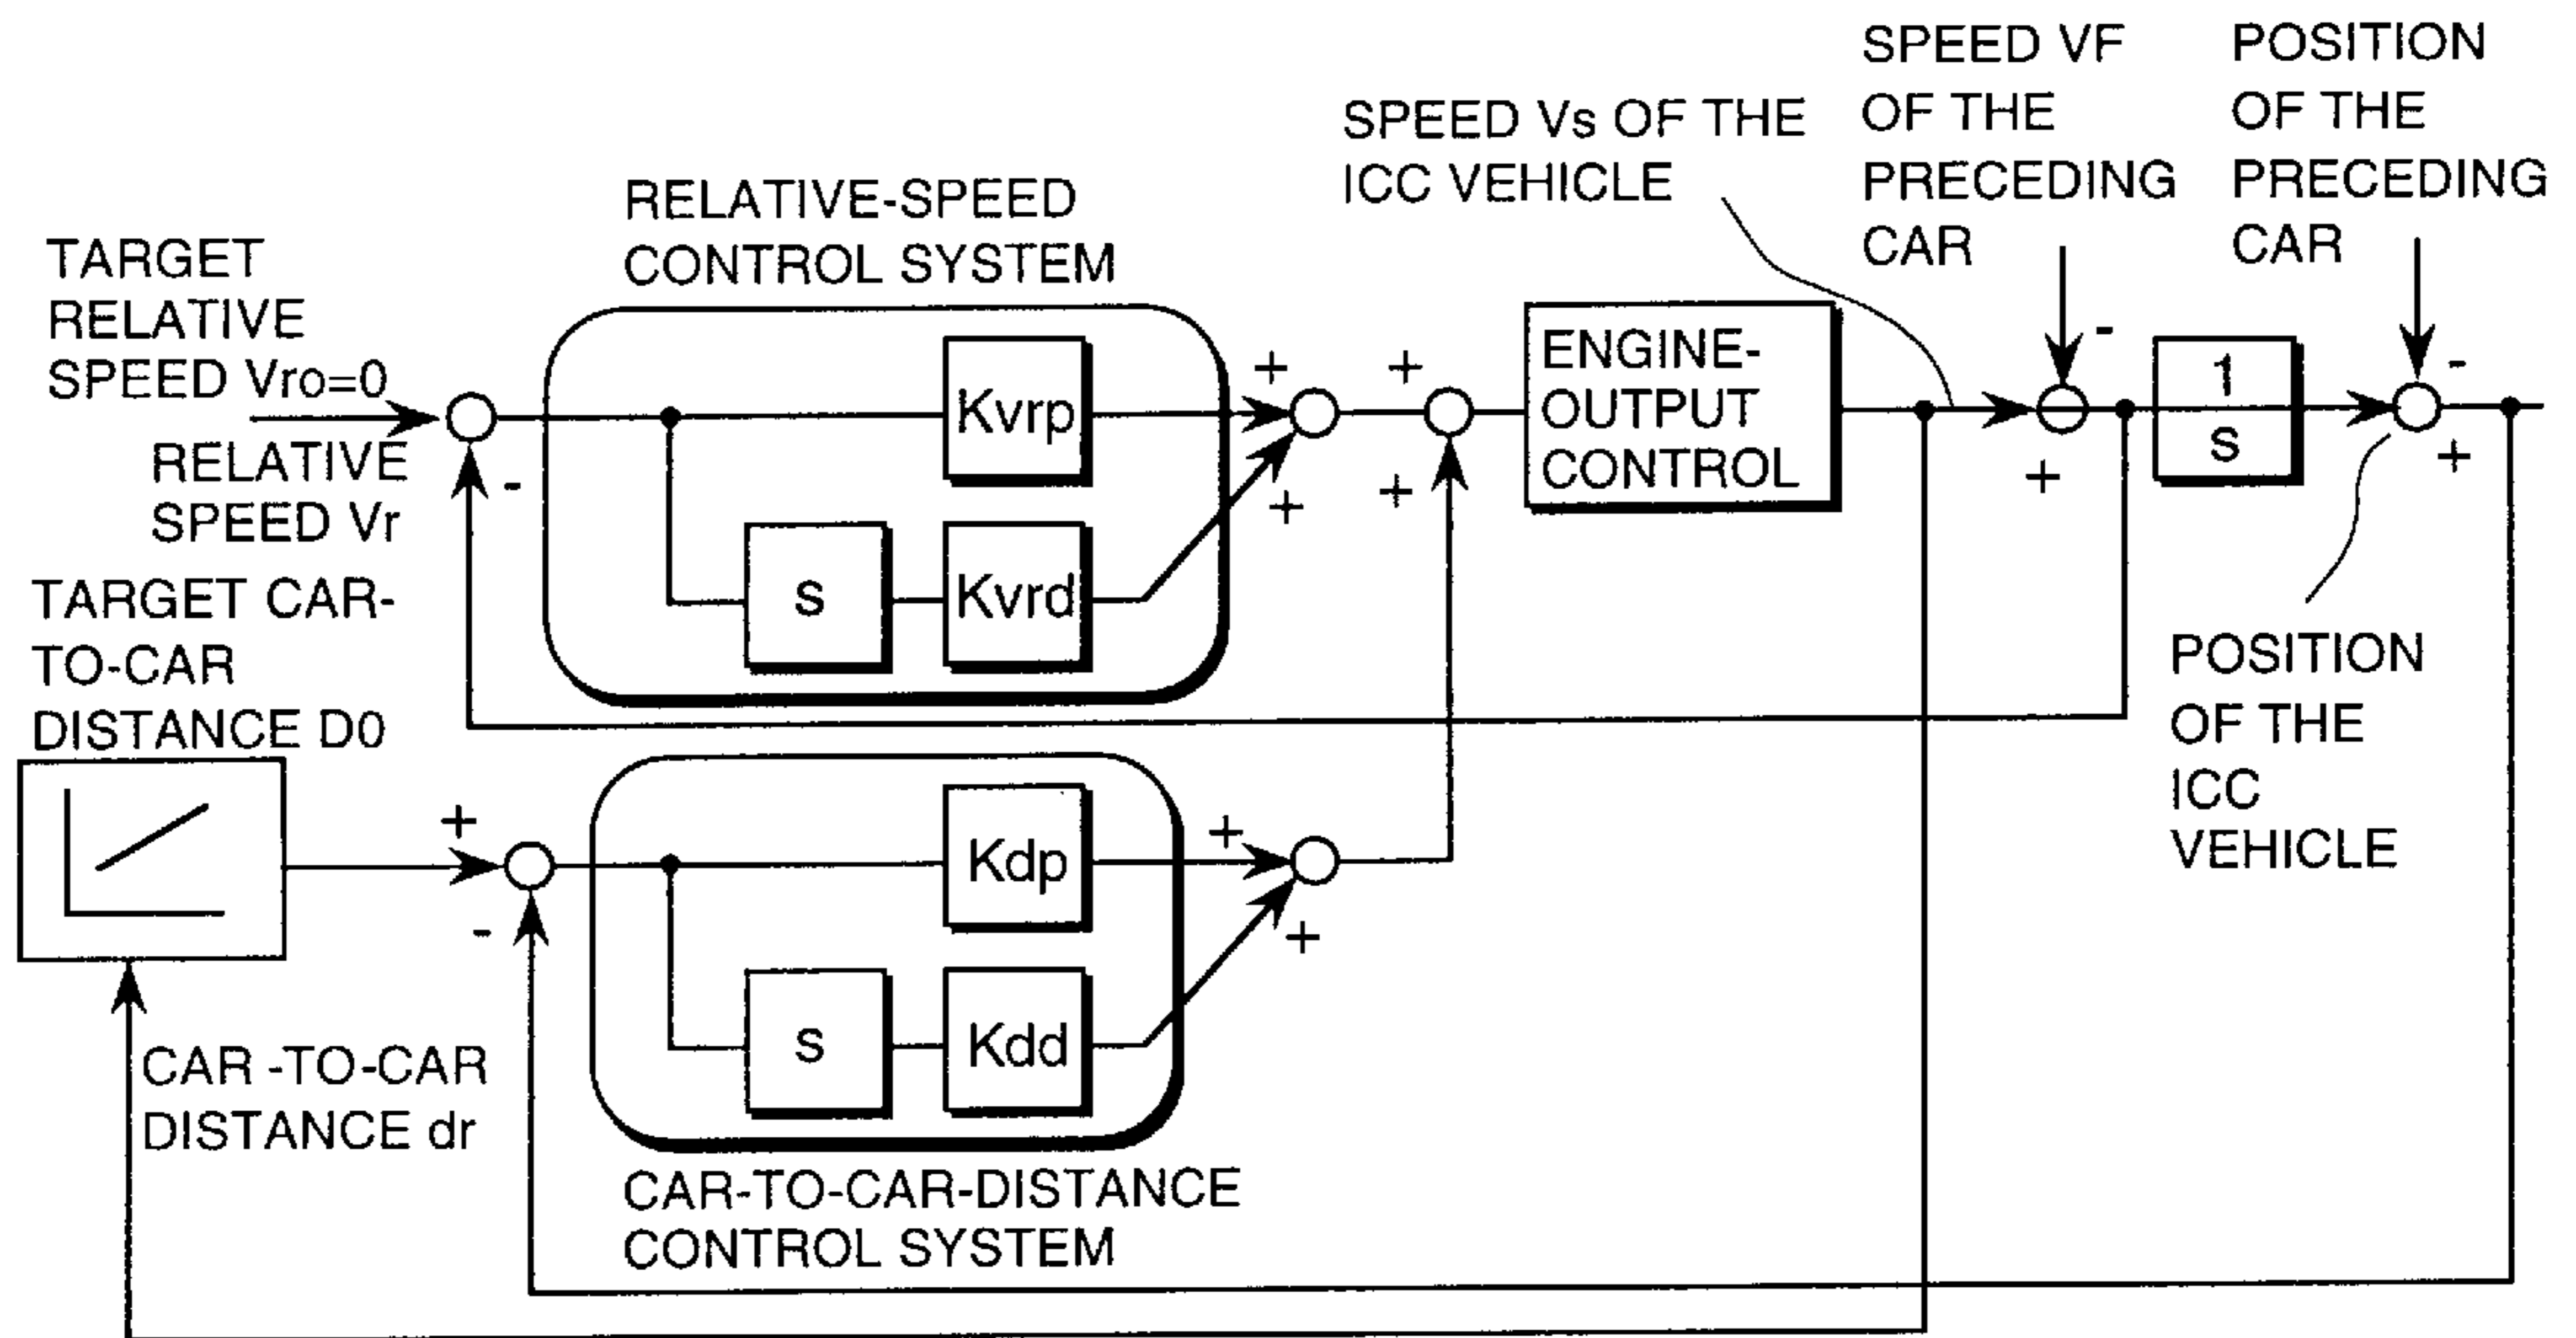 SPEED VF
OF THE
PRECEDING
CAR
POSITION
OF THE
PRECEDING
CAR
SPEED Vs OF THE
ICC VEHICLE
RELATIVE-SPEED
CONTROL SYSTEM
TARGET
RELATIVE
SPEED Vro=0
RELATIVE
SPEED Vr
Kvrp
s
Kvrd
+
+
+
+
-
ENGINE-
OUTPUT
CONTROL
-
+
1
s
-
+
POSITION
OF THE
ICC
VEHICLE
TARGET CAR-
TO-CAR
DISTANCE D0
+
-
Kdp
s
Kdd
+
+
CAR -TO-CAR
DISTANCE dr
CAR-TO-CAR-DISTANCE
CONTROL SYSTEM